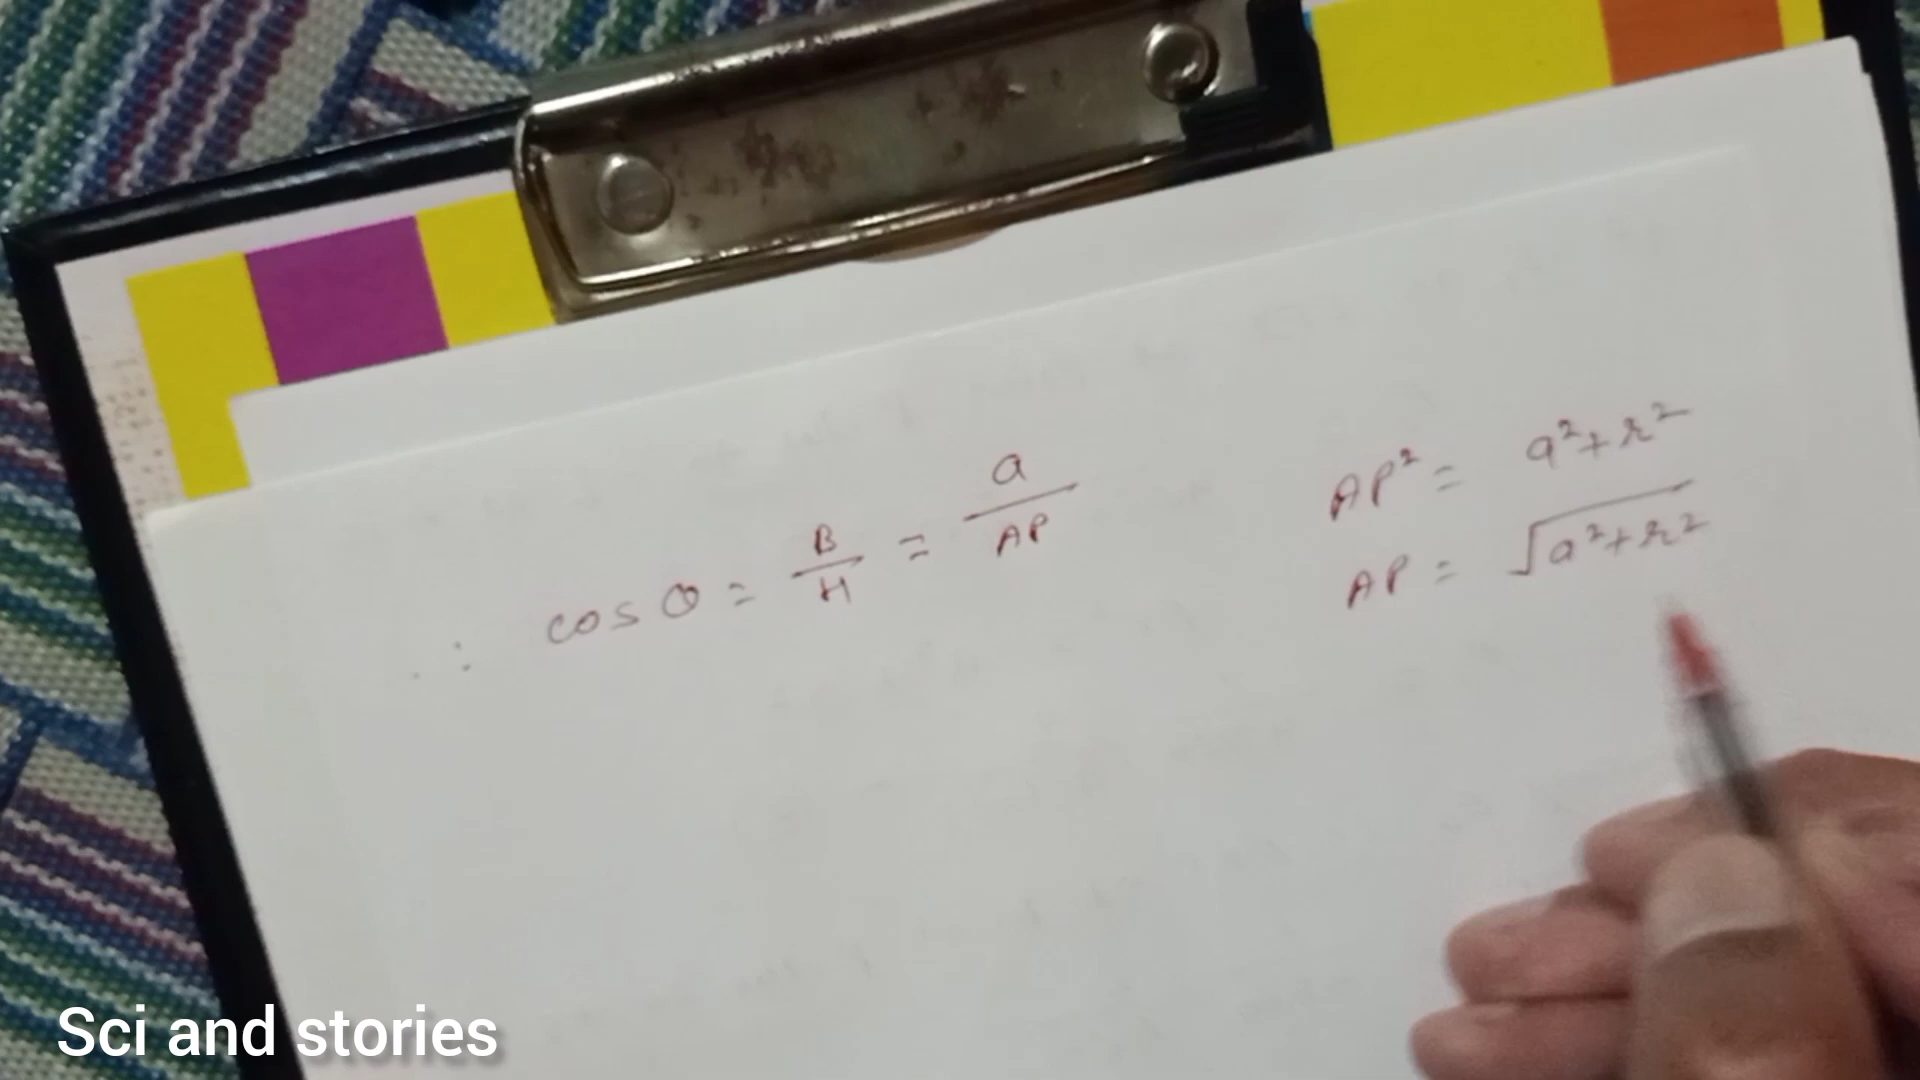 ∴ cos θ = B/H = a/AP
AP² = a² + r²
AP = √(a² + r²)
Sci and stories